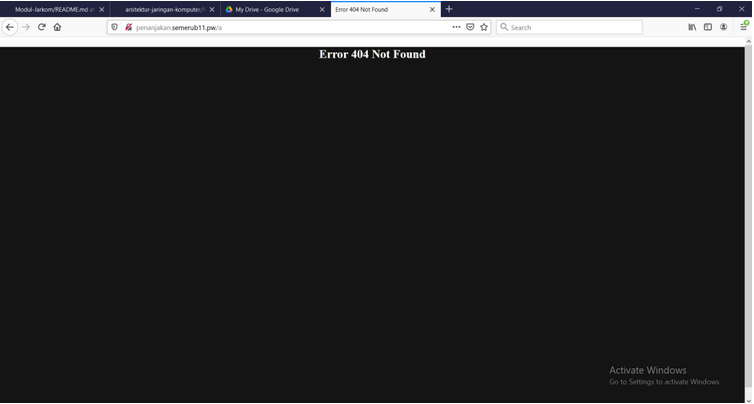 Modul-Jarkom/README.md at
arsitektur-jaringan-komputer/M
My Drive - Google Drive
Error 404 Not Found
penanjakan.semerub11.pw/a
Search
Error 404 Not Found
Activate Windows
Go to Settings to activate Windows.